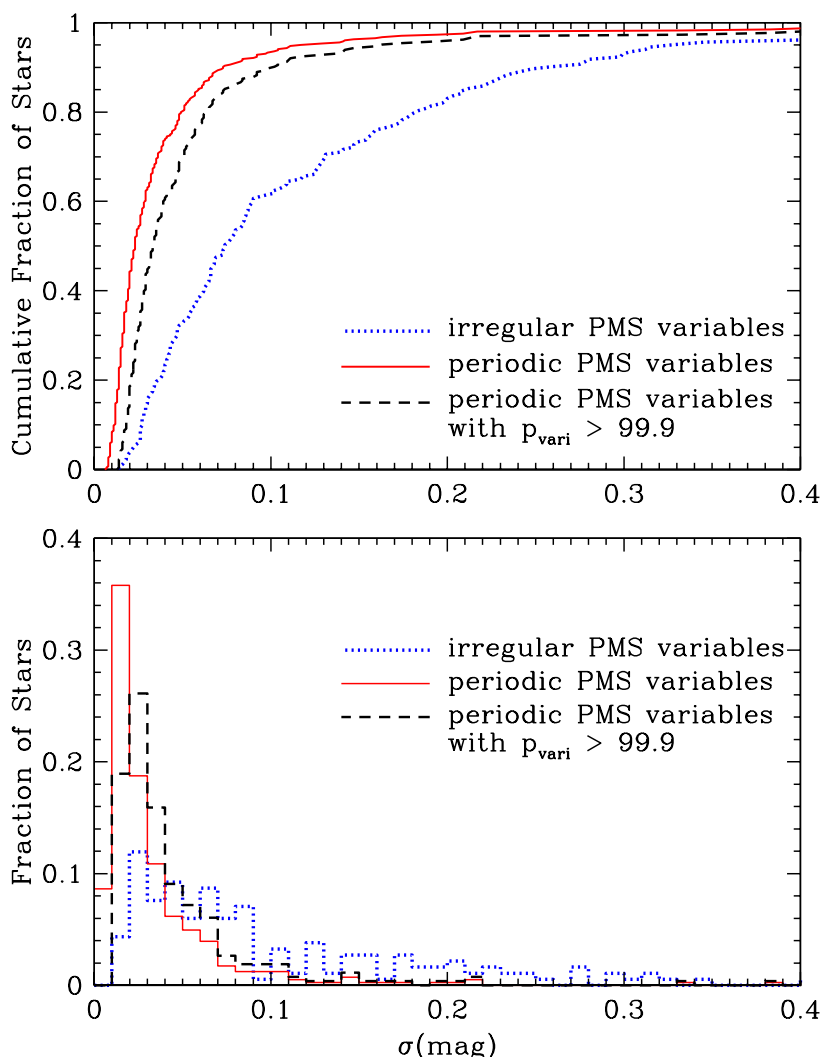 Cumulative Fraction of Stars
1
0.8
0.6
0.4
0.2
0
irregular PMS variables
periodic PMS variables
periodic PMS variables
with p_vari > 99.9
0 0.1 0.2 0.3 0.4
Fraction of Stars
0.4
0.3
0.2
0.1
0
irregular PMS variables
periodic PMS variables
periodic PMS variables
with p_vari > 99.9
0 0.1 0.2 0.3 0.4
σ(mag)